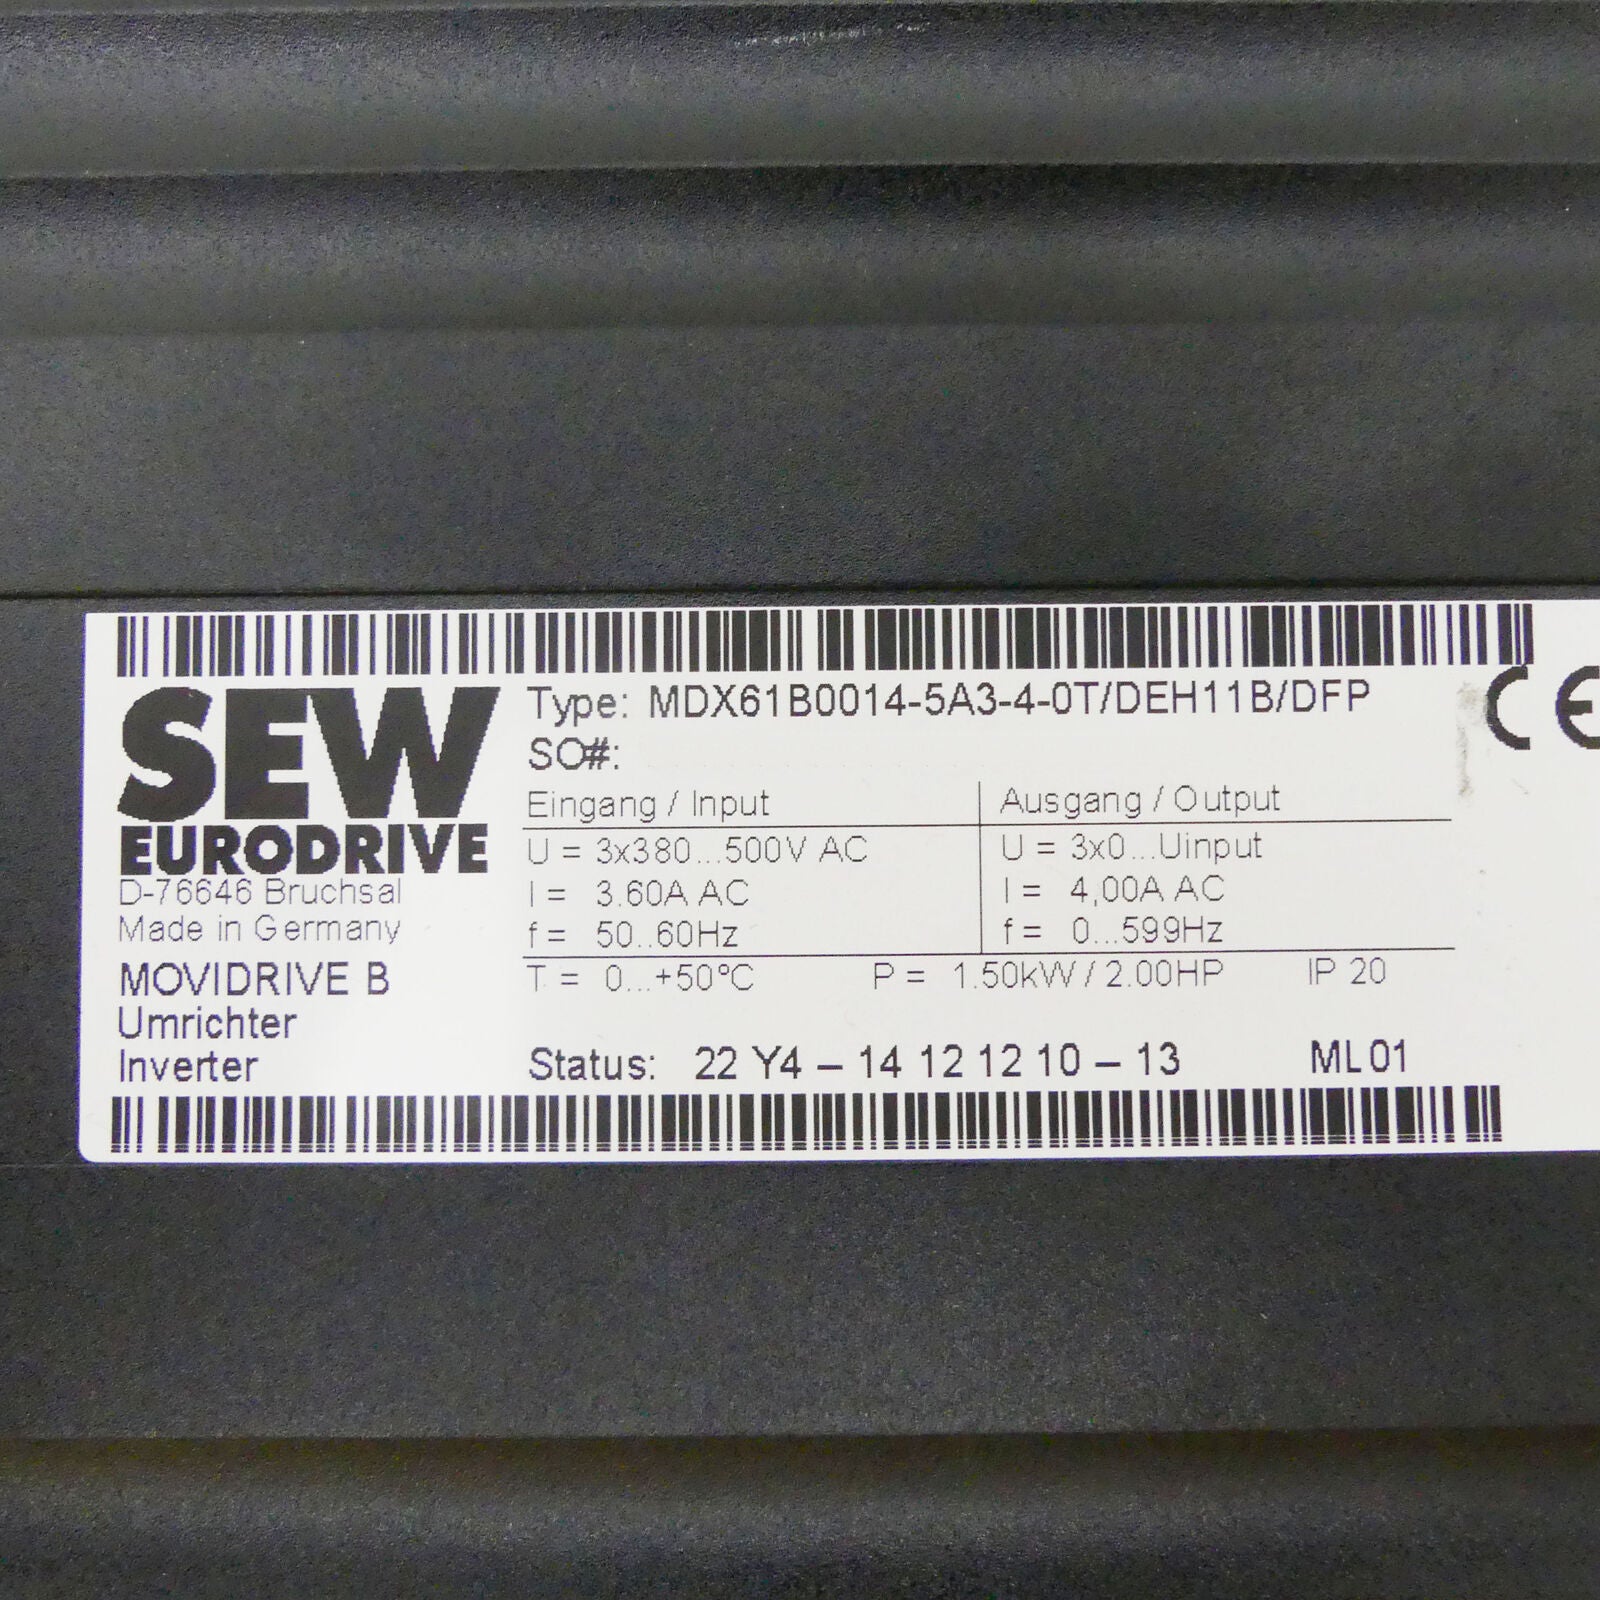 SEW
EURODRIVE
D-76646 Bruchsal
Made in Germany
MOVIDRIVE B
Umrichter
Inverter
Type: MDX61B0014-5A3-4-0T/DEH11B/DFP
SO#:
Eingang / Input
U = 3x380...500V AC
I = 3.60A AC
f = 50..60Hz
Ausgang / Output
U = 3x0...Uinput
I = 4,00A AC
f = 0...599Hz
T = 0...+50°C P = 1.50kW / 2.00HP IP 20
Status: 22 Y4 – 14 12 12 10 – 13 ML01
CE